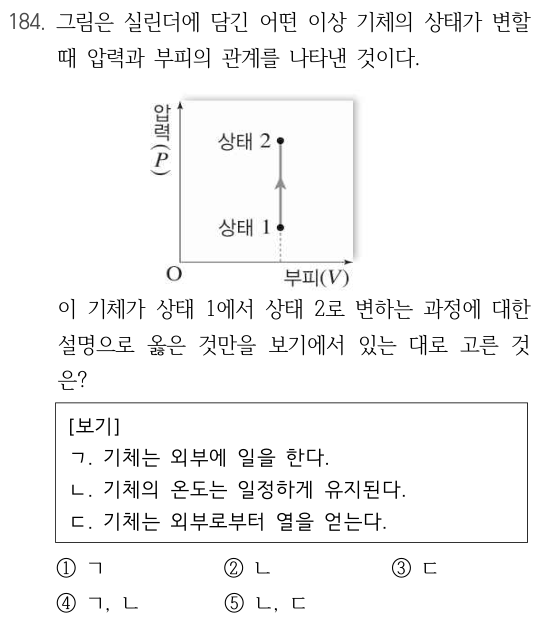 184. 그림은 실린더에 담긴 어떤 이상 기체의 상태가 변할
때 압력과 부피의 관계를 나타낸 것이다.
압력(P)
상태 2
상태 1
O
부피(V)
이 기체가 상태 1에서 상태 2로 변하는 과정에 대한
설명으로 옳은 것만을 보기에서 있는 대로 고른 것
은?
[보기]
ㄱ. 기체는 외부에 일을 한다.
ㄴ. 기체의 온도는 일정하게 유지된다.
ㄷ. 기체는 외부로부터 열을 얻는다.
① ㄱ ② ㄴ ③ ㄷ
④ ㄱ, ㄴ ⑤ ㄴ, ㄷ